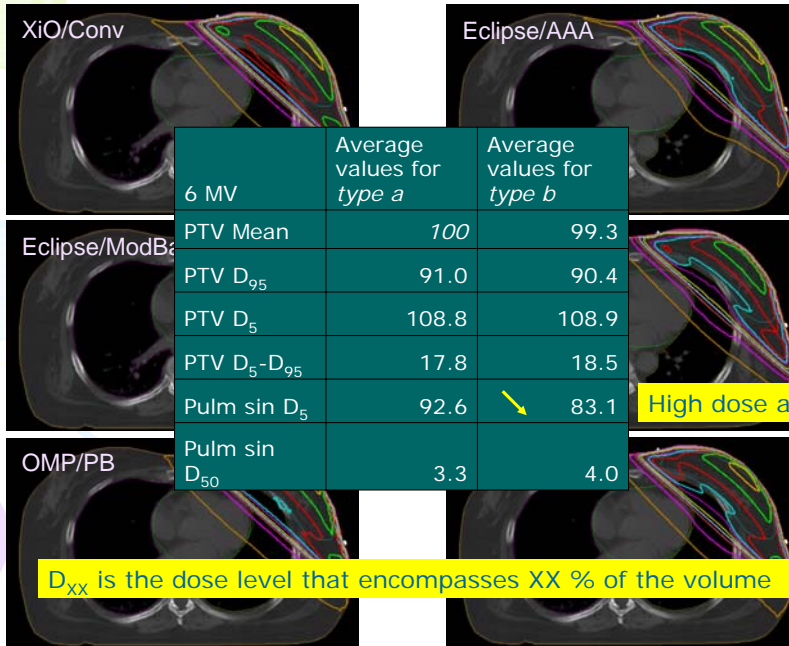 XiO/Conv
Eclipse/AAA
6 MV | Average values for type a | Average values for type b
PTV Mean | 100 | 99.3
PTV D95 | 91.0 | 90.4
PTV D5 | 108.8 | 108.9
PTV D5-D95 | 17.8 | 18.5
Pulm sin D5 | 92.6 | 83.1
Pulm sin D50 | 3.3 | 4.0
Eclipse/ModBa
High dose a
OMP/PB
DXX is the dose level that encompasses XX % of the volume